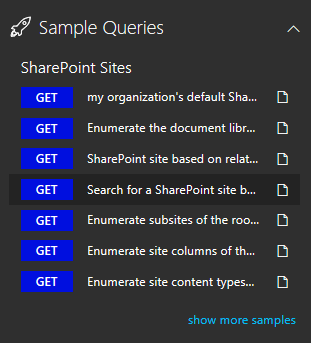 Sample Queries
SharePoint Sites
GET my organization's default Sha...
GET Enumerate the document libr...
GET SharePoint site based on relat...
GET Search for a SharePoint site b...
GET Enumerate subsites of the roo...
GET Enumerate site columns of th...
GET Enumerate site content types...
show more samples